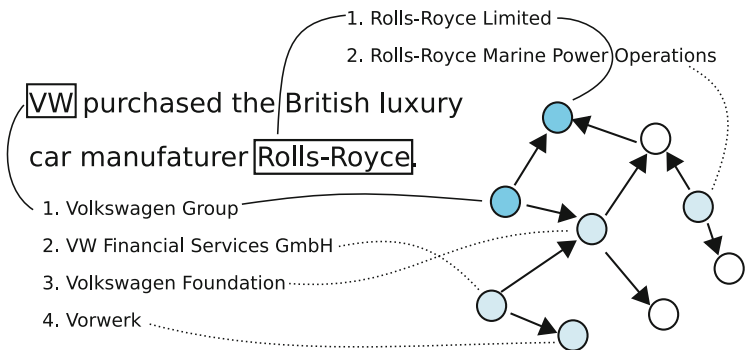 1. Rolls-Royce Limited
2. Rolls-Royce Marine Power Operations
VW purchased the British luxury
car manufaturer Rolls-Royce.
1. Volkswagen Group
2. VW Financial Services GmbH
3. Volkswagen Foundation
4. Vorwerk